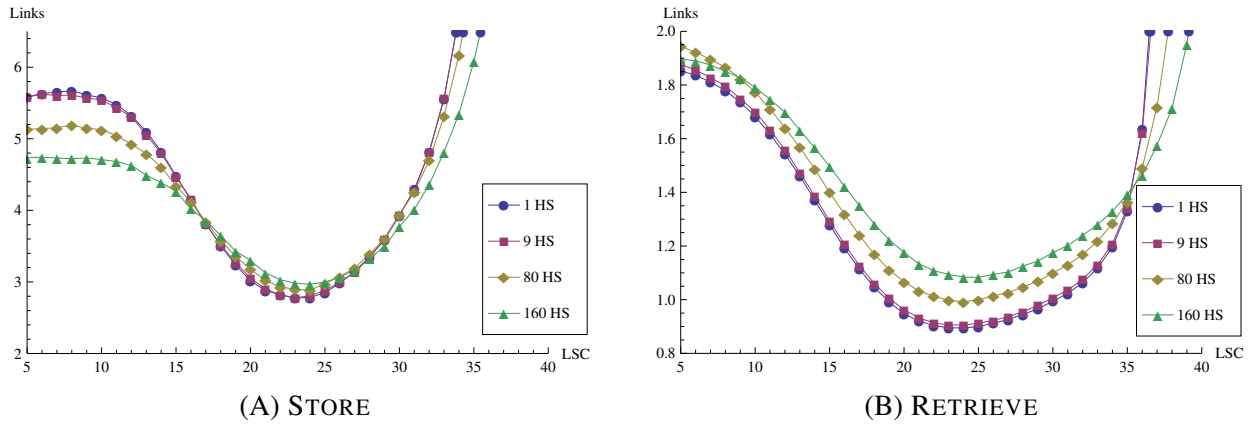 Links
6
5
4
3
2
5
10
15
20
25
30
35
40
LSC
1 HS
9 HS
80 HS
160 HS
(A) STORE
Links
2.0
1.8
1.6
1.4
1.2
1.0
0.8
5
10
15
20
25
30
35
40
LSC
1 HS
9 HS
80 HS
160 HS
(B) RETRIEVE